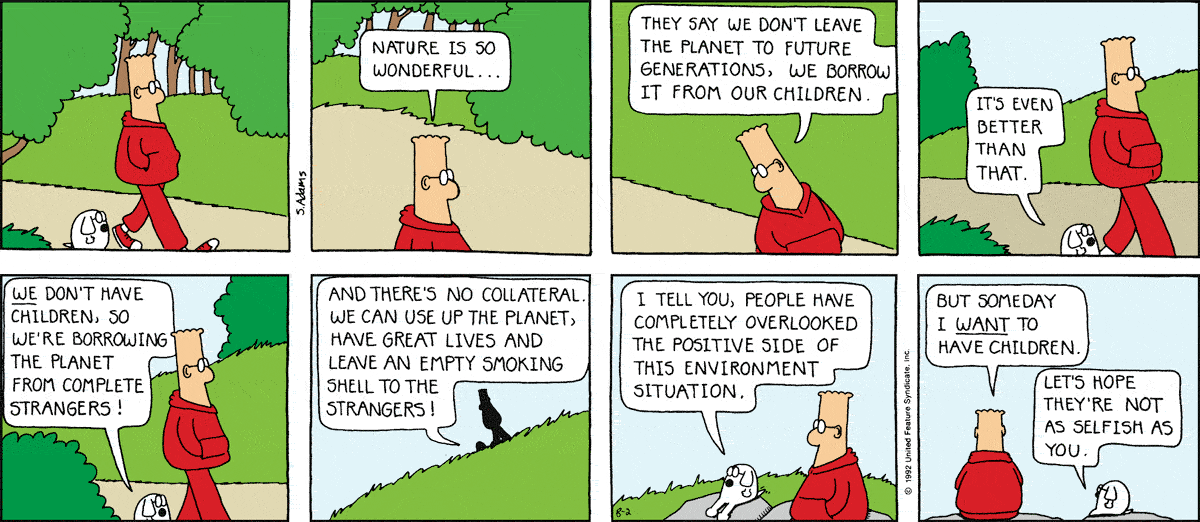 S. Adams
NATURE IS SO
WONDERFUL...
THEY SAY WE DON'T LEAVE
THE PLANET TO FUTURE
GENERATIONS, WE BORROW
IT FROM OUR CHILDREN.
IT'S EVEN
BETTER
THAN
THAT.
WE DON'T HAVE
CHILDREN, SO
WE'RE BORROWING
THE PLANET
FROM COMPLETE
STRANGERS!
AND THERE'S NO COLLATERAL.
WE CAN USE UP THE PLANET,
HAVE GREAT LIVES AND
LEAVE AN EMPTY SMOKING
SHELL TO THE
STRANGERS!
I TELL YOU, PEOPLE HAVE
COMPLETELY OVERLOOKED
THE POSITIVE SIDE OF
THIS ENVIRONMENT
SITUATION.
8-2
© 1992 United Feature Syndicate, Inc.
BUT SOMEDAY
I WANT TO
HAVE CHILDREN.
LET'S HOPE
THEY'RE NOT
AS SELFISH AS
YOU.